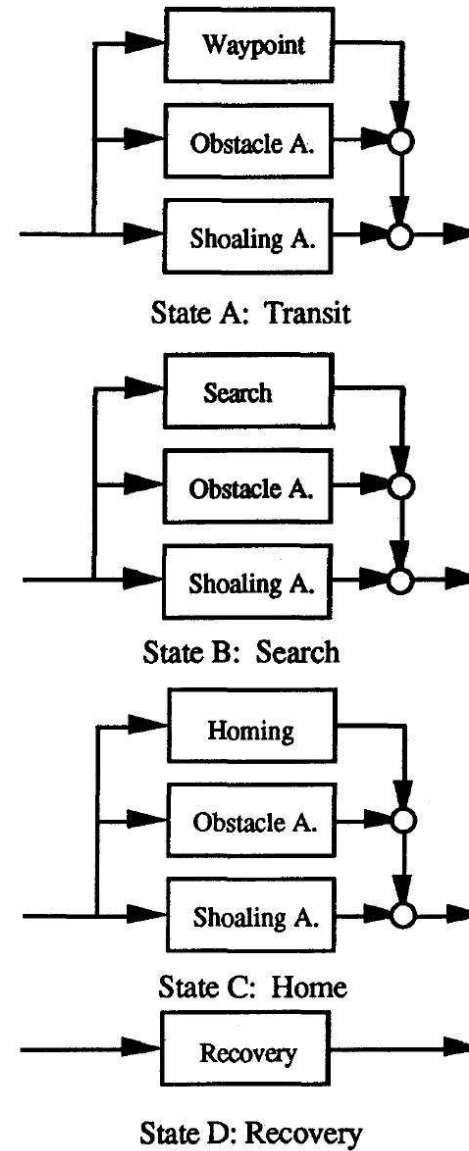 Waypoint
Obstacle A.
Shoaling A.
State A: Transit
Search
Obstacle A.
Shoaling A.
State B: Search
Homing
Obstacle A.
Shoaling A.
State C: Home
Recovery
State D: Recovery